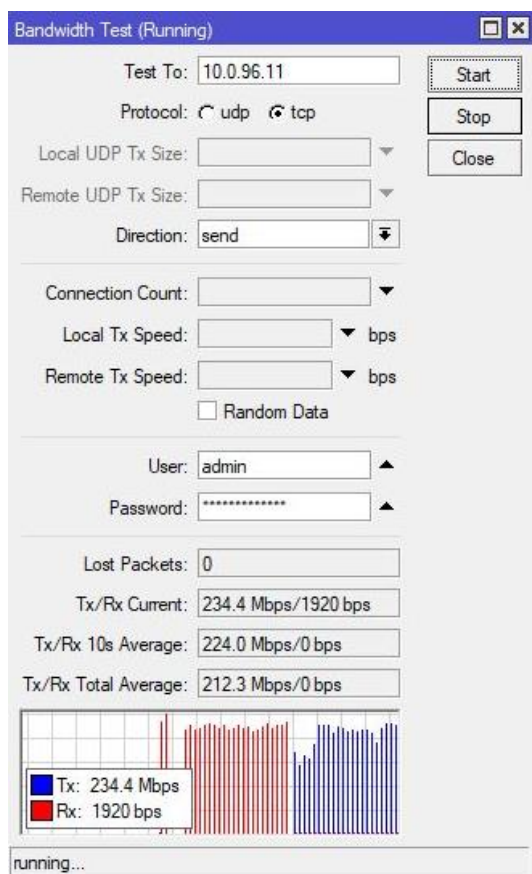 Bandwidth Test (Running)
Test To: 10.0.96.11
Start
Protocol: udp tcp
Stop
Local UDP Tx Size:
Close
Remote UDP Tx Size:
Direction: send
Connection Count:
Local Tx Speed: bps
Remote Tx Speed: bps
Random Data
User: admin
Password: *************
Lost Packets: 0
Tx/Rx Current: 234.4 Mbps/1920 bps
Tx/Rx 10s Average: 224.0 Mbps/0 bps
Tx/Rx Total Average: 212.3 Mbps/0 bps
Tx: 234.4 Mbps
Rx: 1920 bps
running...